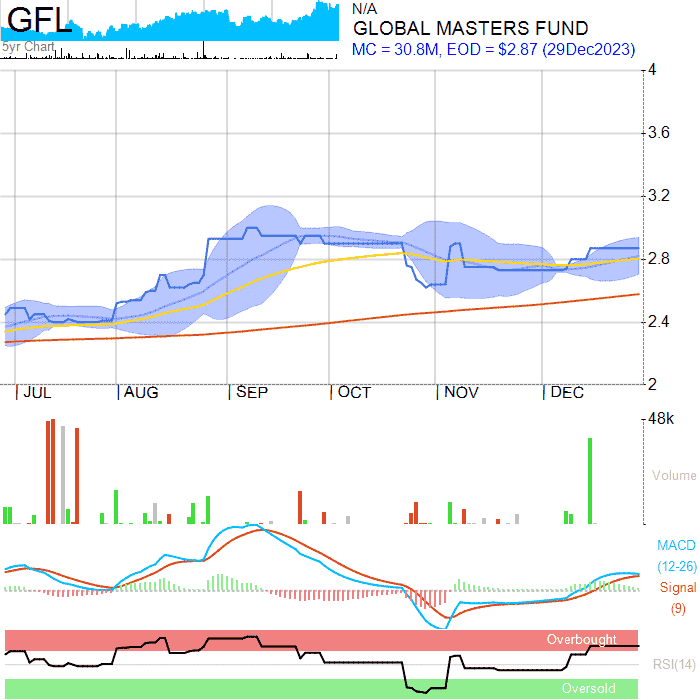 GFL
5yr Chart
N/A
GLOBAL MASTERS FUND
MC = 30.8M, EOD = $2.87 (29Dec2023)
4
3.6
3.2
2.8
2.4
2
JUL AUG SEP OCT NOV DEC
48k
Volume
MACD
(12-26)
Signal
(9)
Overbought
RSI(14)
Oversold